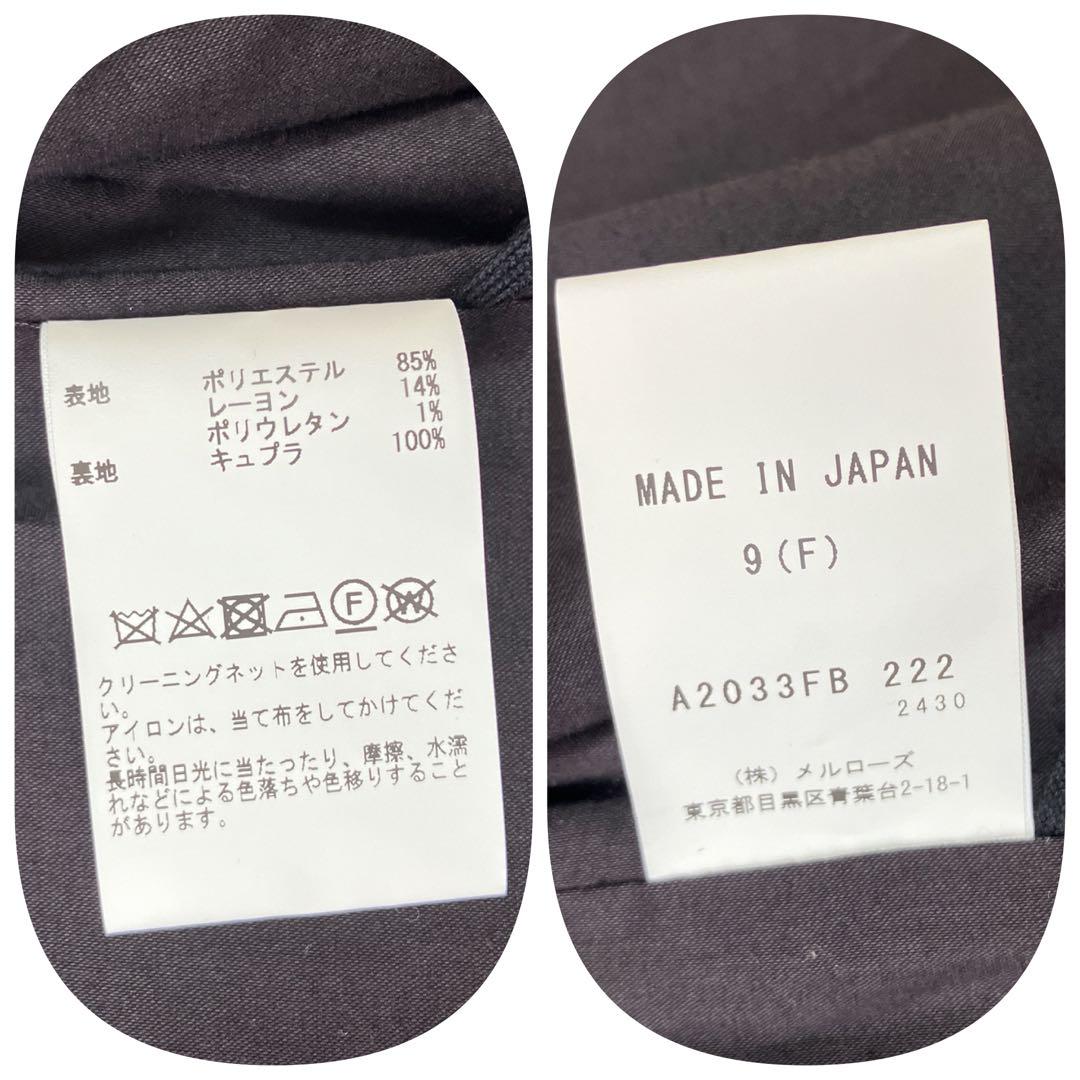 表地 ポリエステル 85%
レーヨン 14%
ポリウレタン 1%
裏地 キュプラ 100%
F W
クリーニングネットを使用してくださ
い。
アイロンは、当て布をしてかけてくだ
さい。
長時間日光に当たったり、摩擦、水濡
れなどによる色落ちや色移りすること
があります。
MADE IN JAPAN
9(F)
A2033FB 222
2430
(株) メルローズ
東京都目黒区青葉台2-18-1